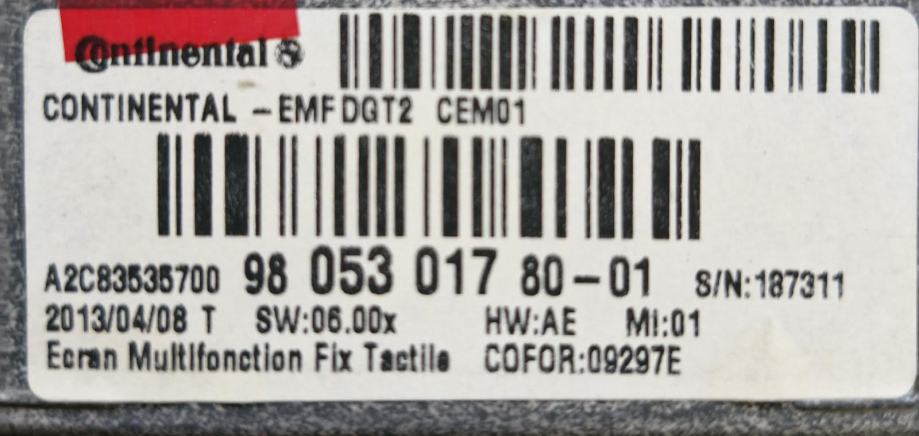 Continental
CONTINENTAL -EMF DGT2 CEM01
A2C83535700 98 053 017 80-01 S/N:187311
2013/04/08 T SW:06.00x HW:AE MI:01
Ecran Multifonction Fix Tactile COFOR:09297E